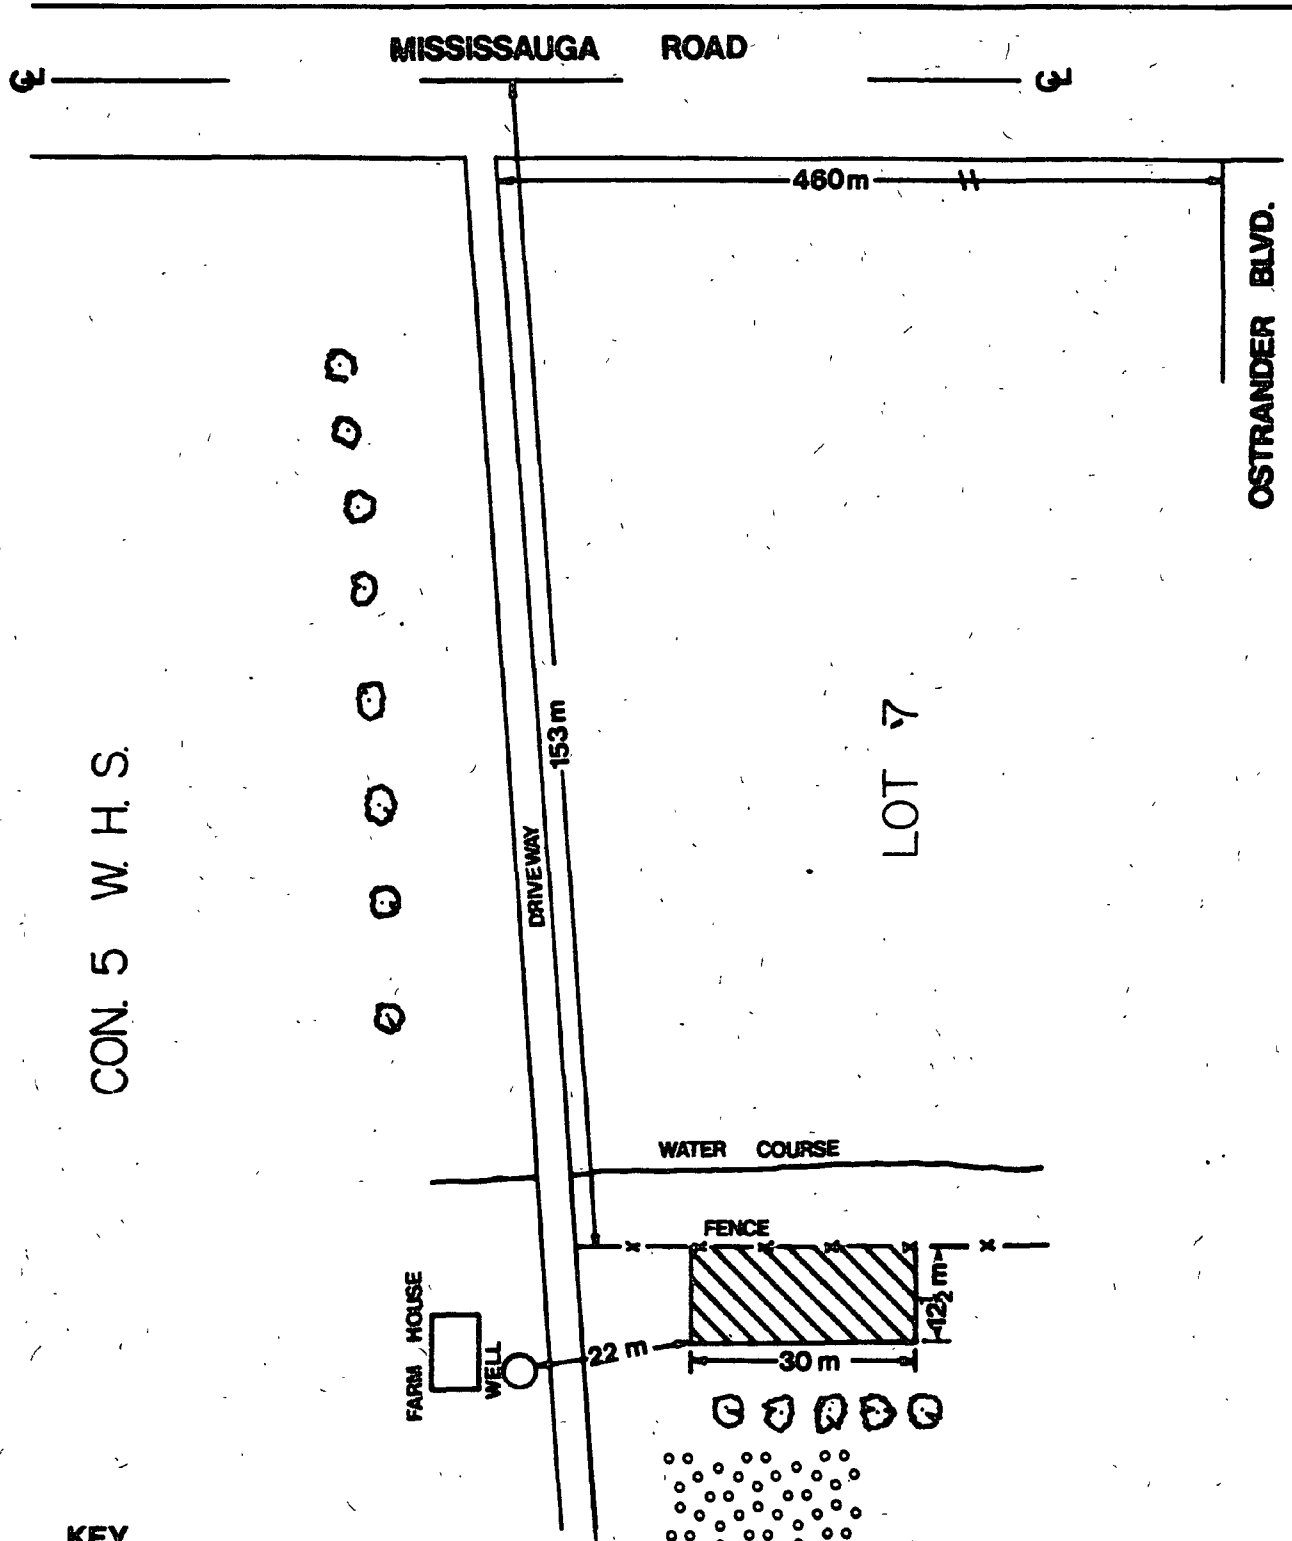 MISSISSAUGA ROAD
℄ ℄
460m
OSTRANDER BLVD.
153m
DRIVEWAY
LOT 7
CON. 5 W. H. S.
WATER COURSE
FENCE
12½ m
FARM HOUSE
WELL
22 m
30 m
KEY